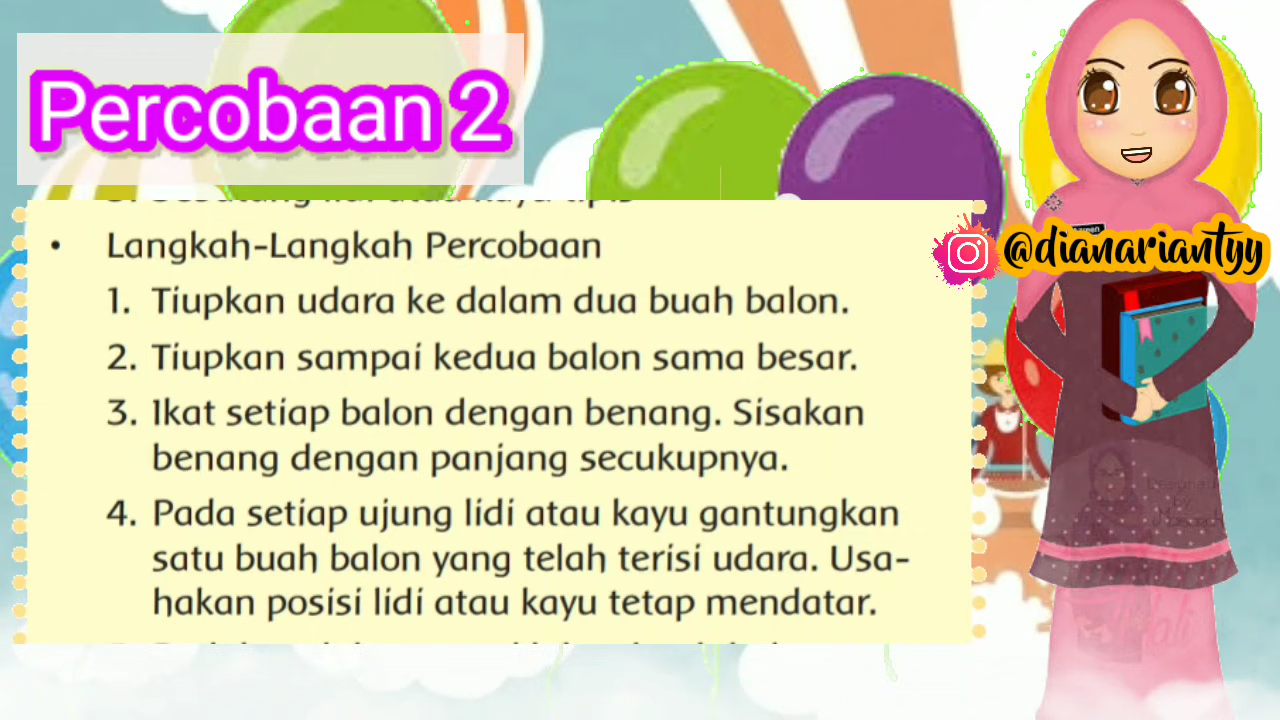 Percobaan 2
• Langkah-Langkah Percobaan
1. Tiupkan udara ke dalam dua buah balon.
2. Tiupkan sampai kedua balon sama besar.
3. Ikat setiap balon dengan benang. Sisakan
benang dengan panjang secukupnya.
4. Pada setiap ujung lidi atau kayu gantungkan
satu buah balon yang telah terisi udara. Usa-
hakan posisi lidi atau kayu tetap mendatar.
@dianariantyy